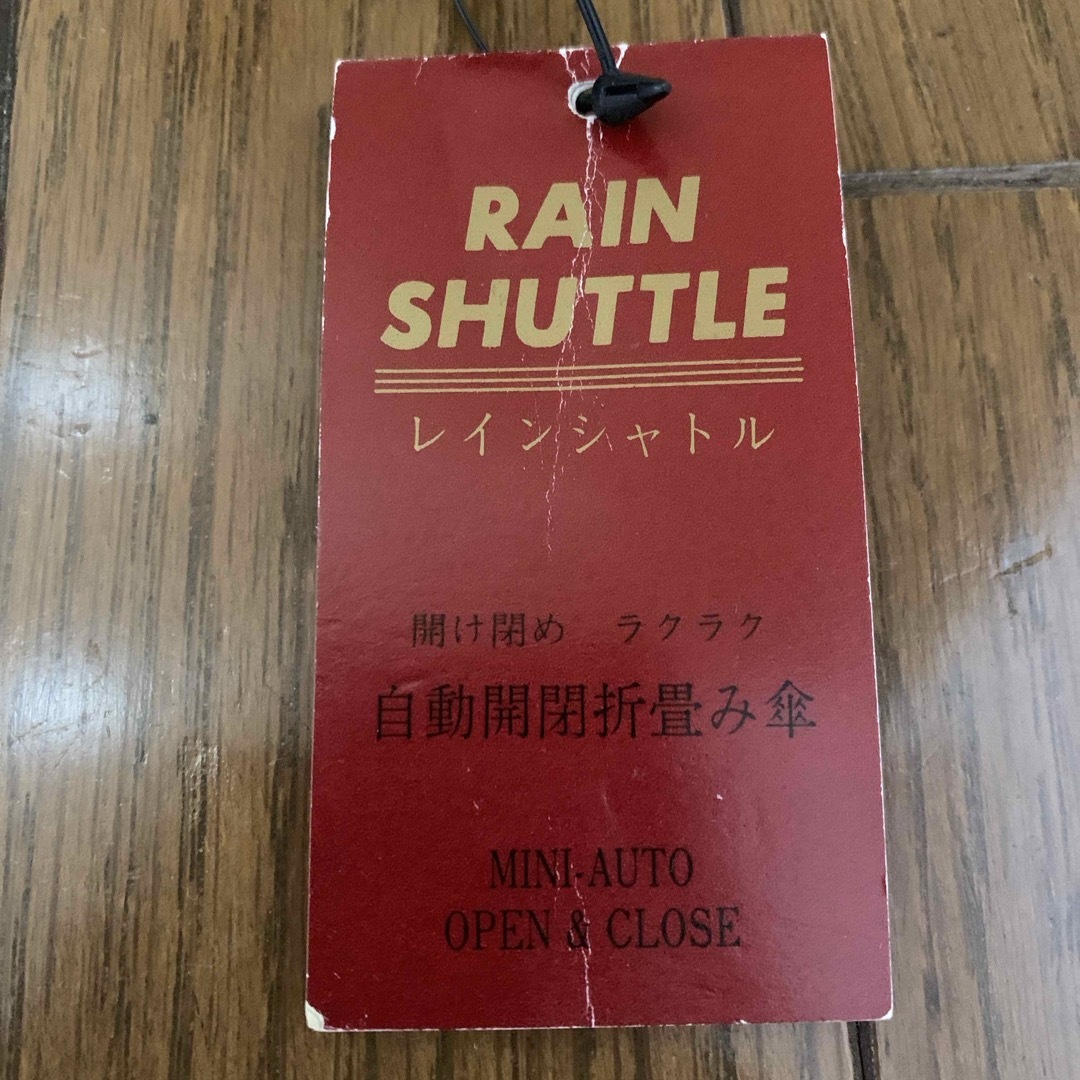 RAIN
SHUTTLE
レインシャトル
開け閉め　ラクラク
自動開閉折畳み傘
MINI-AUTO
OPEN & CLOSE